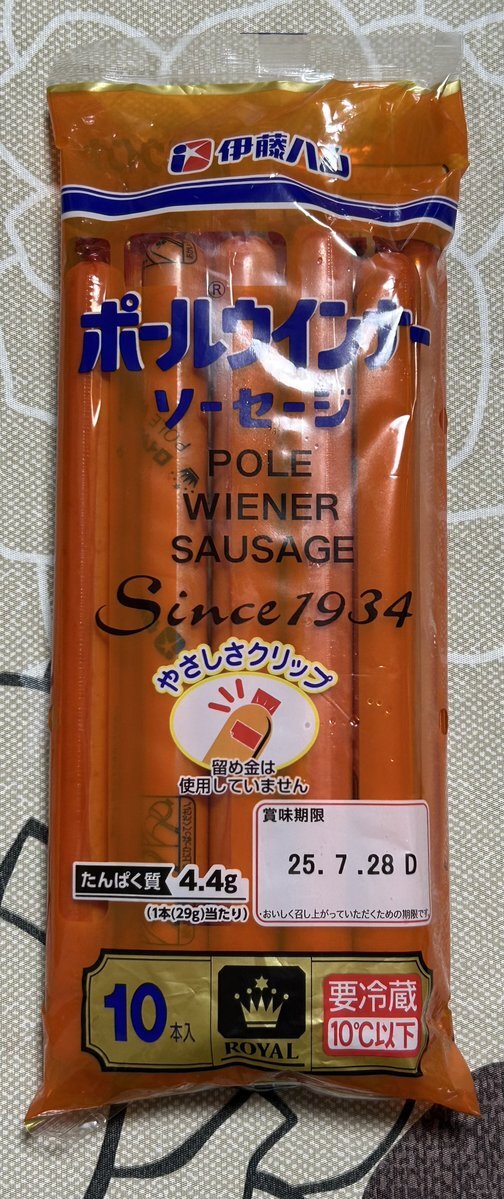 伊藤ハム
ポールウインナー®
ソーセージ
POLE
WIENER
SAUSAGE
Since 1934
やさしさクリップ
留め金は
使用していません
賞味期限
25.7.28 D
・おいしく召し上がっていただくための期限です。
たんぱく質 4.4g
(1本(29g)当たり)
10本入
ROYAL
要冷蔵
10℃以下